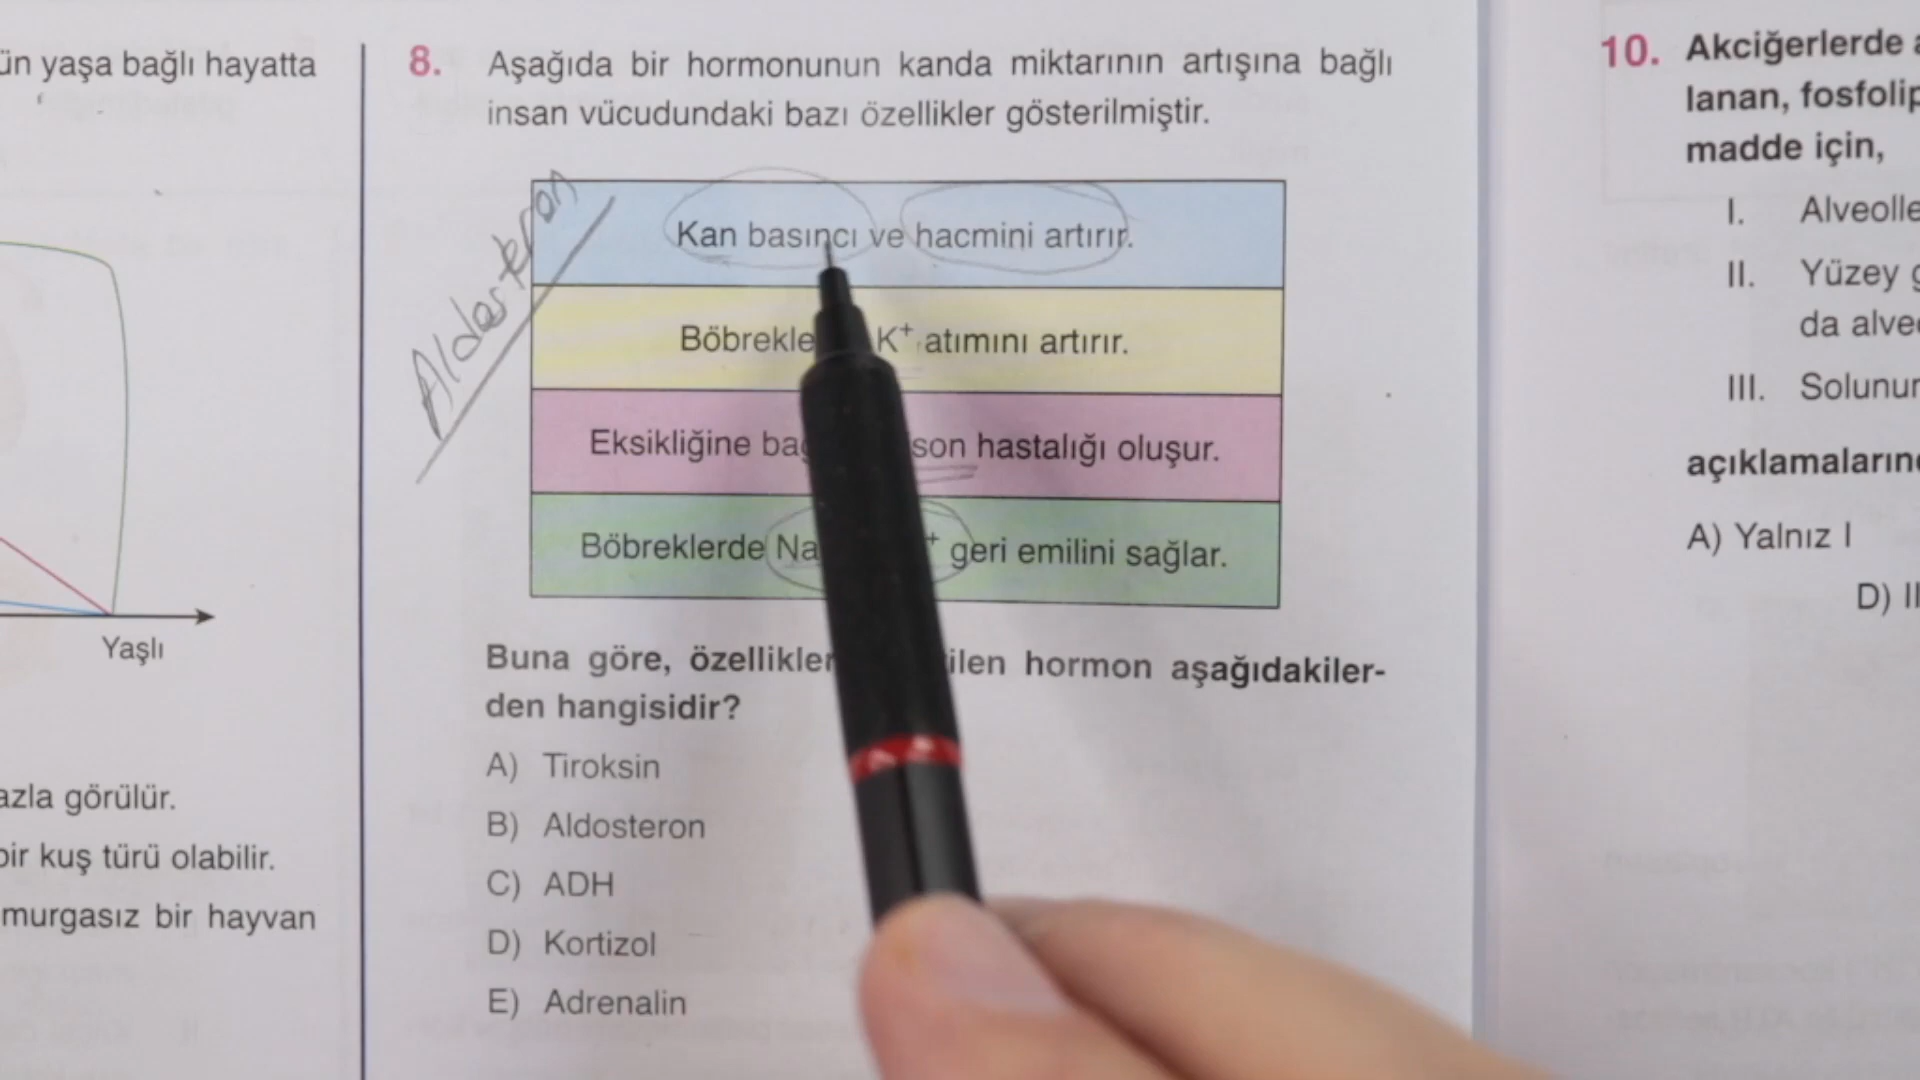 ün yaşa bağlı hayatta
Yaşlı
azla görülür.
bir kuş türü olabilir.
murgasız bir hayvan
8. Aşağıda bir hormonunun kanda miktarının artışına bağlı
insan vücudundaki bazı özellikler gösterilmiştir.
Aldosteron
Kan basıncı ve hacmini artırır.
Böbrekle K+ atımını artırır.
Eksikliğine ba son hastalığı oluşur.
Böbreklerde Na + geri emilini sağlar.
Buna göre, özellikler ilen hormon aşağıdakiler-
den hangisidir?
A) Tiroksin
B) Aldosteron
C) ADH
D) Kortizol
E) Adrenalin
10. Akciğerlerde a
lanan, fosfolip
madde için,
I. Alveolle
II. Yüzey g
da alve
III. Solunur
açıklamaların
A) Yalnız I
D) II